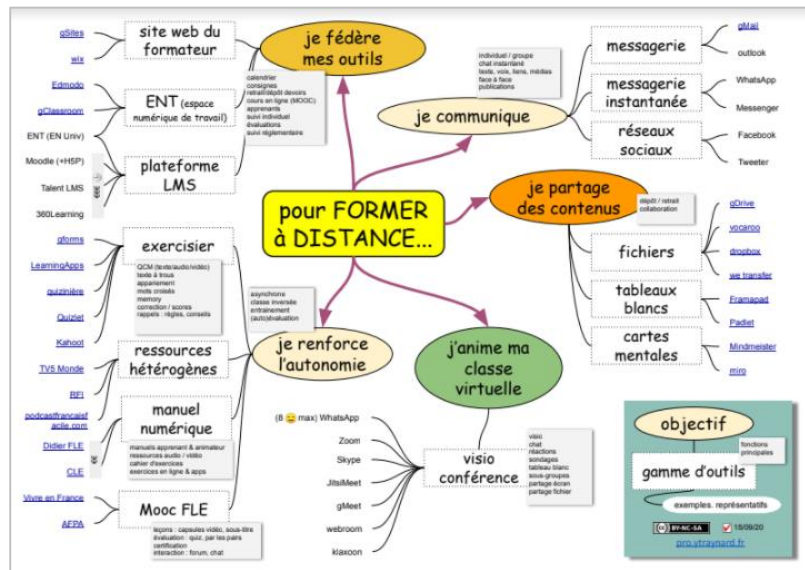 pour FORMER
à DISTANCE...
je fédère
mes outils
calendrier
consignes
retrait/dépôt devoirs
cours en ligne (MOOC)
apprenants
suivi individuel
évaluations
suivi réglementaire
site web du
formateur
gSites
wix
ENT (espace
numérique de travail)
Edmodo
gClassroom
ENT (EN Univ)
plateforme
LMS
Moodle (+H5P)
Talent LMS
360Learning
€€€
je communique
individuel / groupe
chat instantané
texte, voix, liens, médias
face à face
publications
messagerie
gMail
outlook
messagerie
instantanée
WhatsApp
Messenger
réseaux
sociaux
Facebook
Tweeter
je partage
des contenus
dépôt / retrait
collaboration
fichiers
gDrive
vocaroo
dropbox
we transfer
tableaux
blancs
Framapad
Padlet
cartes
mentales
Mindmeister
miro
j'anime ma
classe
virtuelle
visio
conférence
visio
chat
réactions
sondages
tableau blanc
sous-groupes
partage écran
partage fichier
(8 max) WhatsApp
Zoom
Skype
JitsiMeet
gMeet
webroom
klaxoon
je renforce
l'autonomie
asynchrone
classe inversée
entrainement
(auto)évaluation
exercisier
QCM (texte/audio/vidéo)
texte à trous
appariement
mots croisés
memory
correction / scores
rappels : règles, conseils
gforms
LearningApps
quizinière
Quizlet
Kahoot
ressources
hétérogènes
TV5 Monde
RFI
podcastfrancaisf
acile.com
manuel
numérique
manuels apprenant & animateur
ressources audio / vidéo
cahier d'exercices
exercices en ligne & apps
Didier FLE
CLE
€€
Mooc FLE
leçons : capsules vidéo, sous-titre
évaluation : quiz, par les pairs
certification
interaction : forum, chat
Vivre en France
AFPA
objectif
fonctions
principales
gamme d'outils
exemples. représentatifs
cc BY-NC-SA
15/09/20
pro.vtraynard.fr